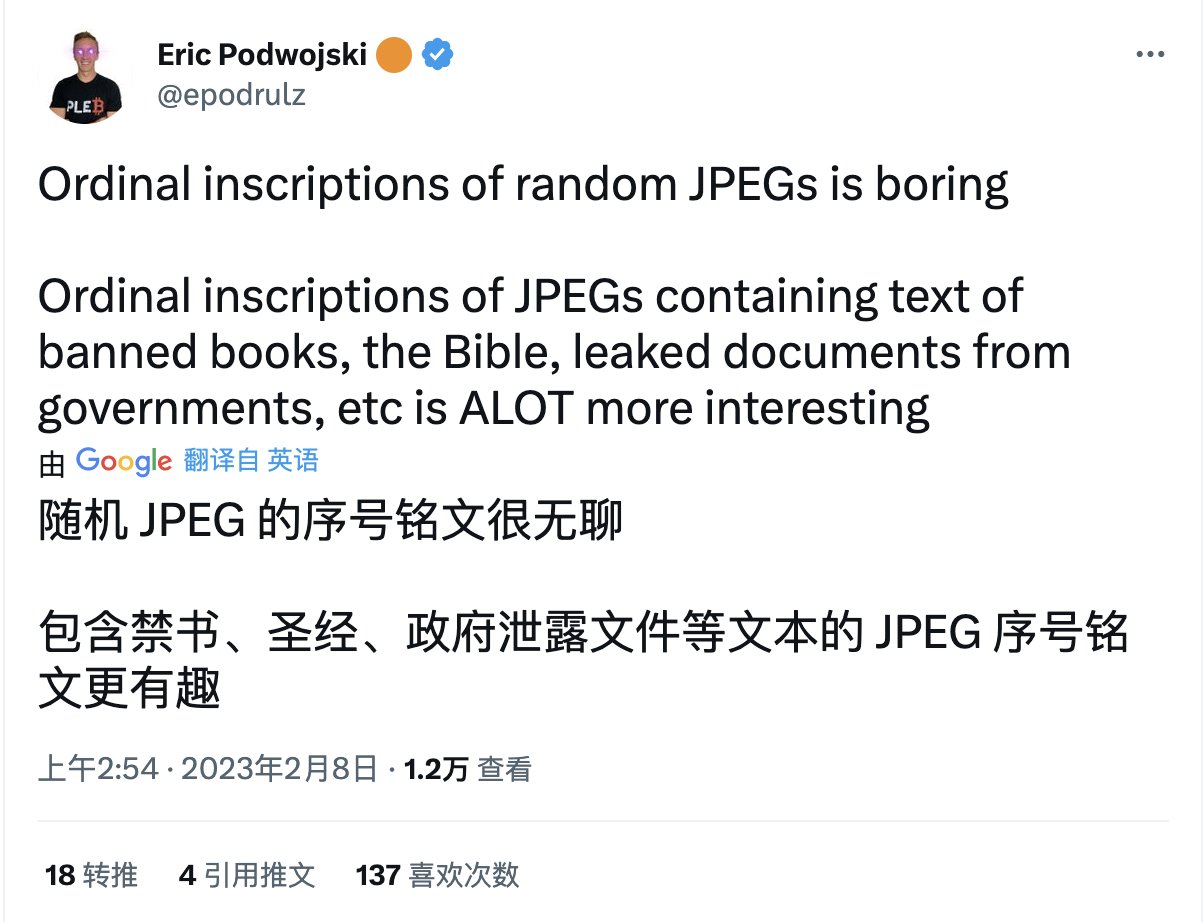 Eric Podwojski
@epodrulz
PLEB
Ordinal inscriptions of random JPEGs is boring
Ordinal inscriptions of JPEGs containing text of
banned books, the Bible, leaked documents from
governments, etc is ALOT more interesting
由 Google 翻译自 英语
随机 JPEG 的序号铭文很无聊
包含禁书、圣经、政府泄露文件等文本的 JPEG 序号铭
文更有趣
上午2:54 · 2023年2月8日 · 1.2万 查看
18 转推 4 引用推文 137 喜欢次数